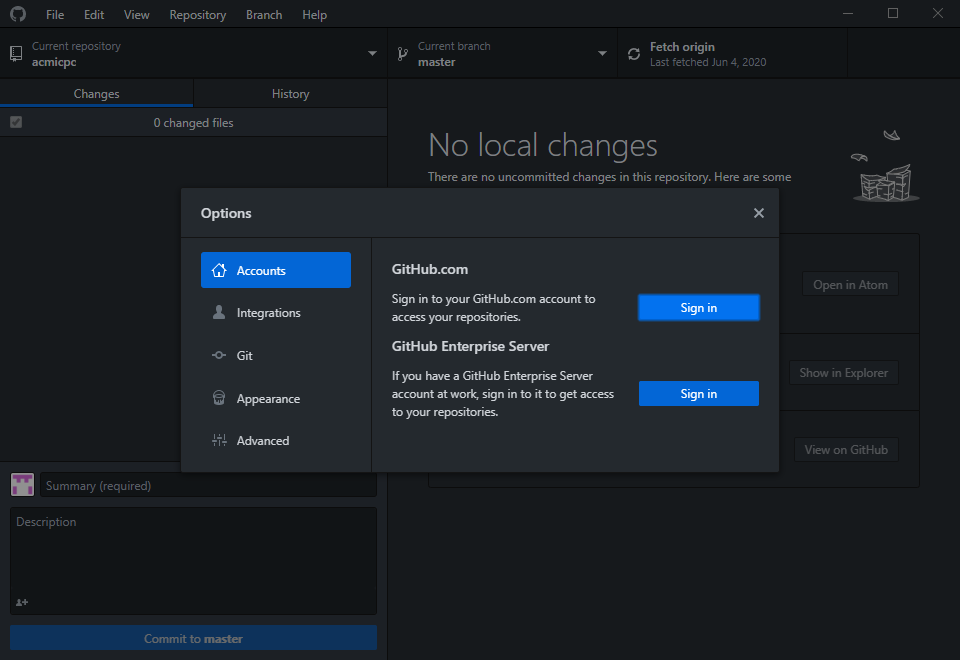 File Edit View Repository Branch Help
Current repository
acmicpc
Current branch
master
Fetch origin
Last fetched Jun 4, 2020
Changes History
0 changed files
No local changes
There are no uncommitted changes in this repository. Here are some
Options
Accounts
Integrations
Git
Appearance
Advanced
GitHub.com
Sign in to your GitHub.com account to
access your repositories.
Sign in
GitHub Enterprise Server
If you have a GitHub Enterprise Server
account at work, sign in to it to get access
to your repositories.
Sign in
Open in Atom
Show in Explorer
View on GitHub
Summary (required)
Description
Commit to master